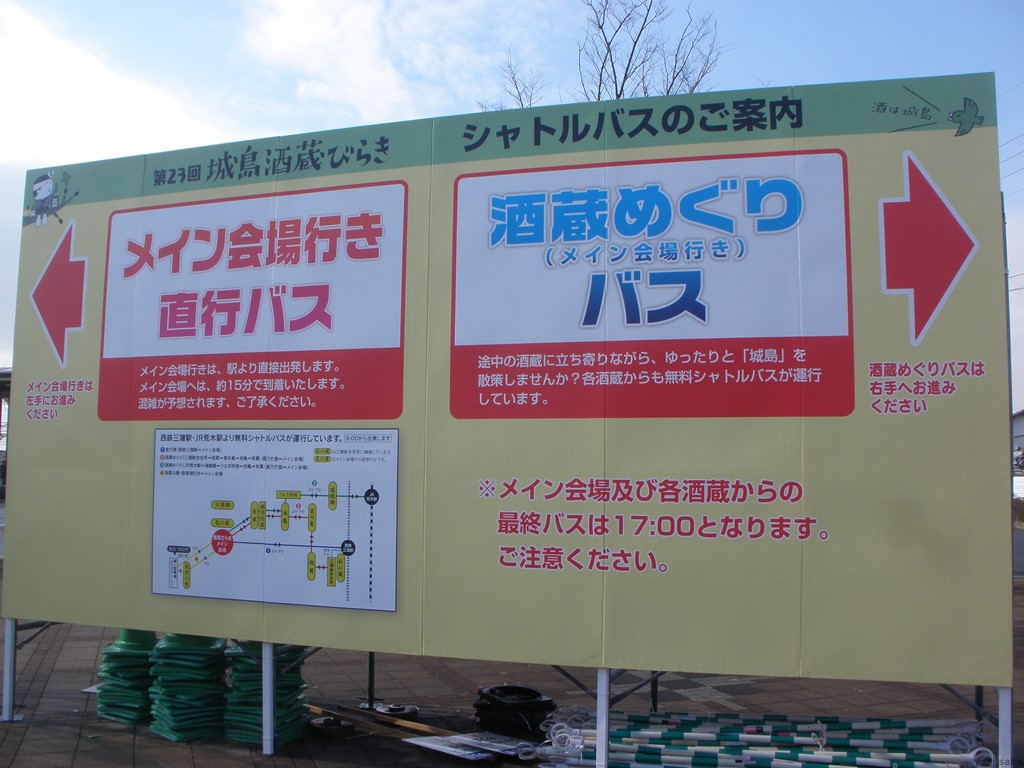 第23回 城島酒蔵びらき
シャトルバスのご案内
酒は城島
メイン会場行き
直行バス
メイン会場行きは、駅より直接出発します。
メイン会場へは、約15分で到着いたします。
混雑が予想されます、ご了承ください。
メイン会場行きは
左手にお進み
ください
酒蔵めぐり
(メイン会場行き)
バス
途中の酒蔵に立ち寄りながら、ゆったりと「城島」を
散策しませんか？各酒蔵からも無料シャトルバスが運行
しています。
酒蔵めぐりバスは
右手へお進み
ください
西鉄三潴駅・JR荒木駅より無料シャトルバスが運行しています。
9:00から出発します
※メイン会場及び各酒蔵からの
最終バスは17:00となります。
ご注意ください。